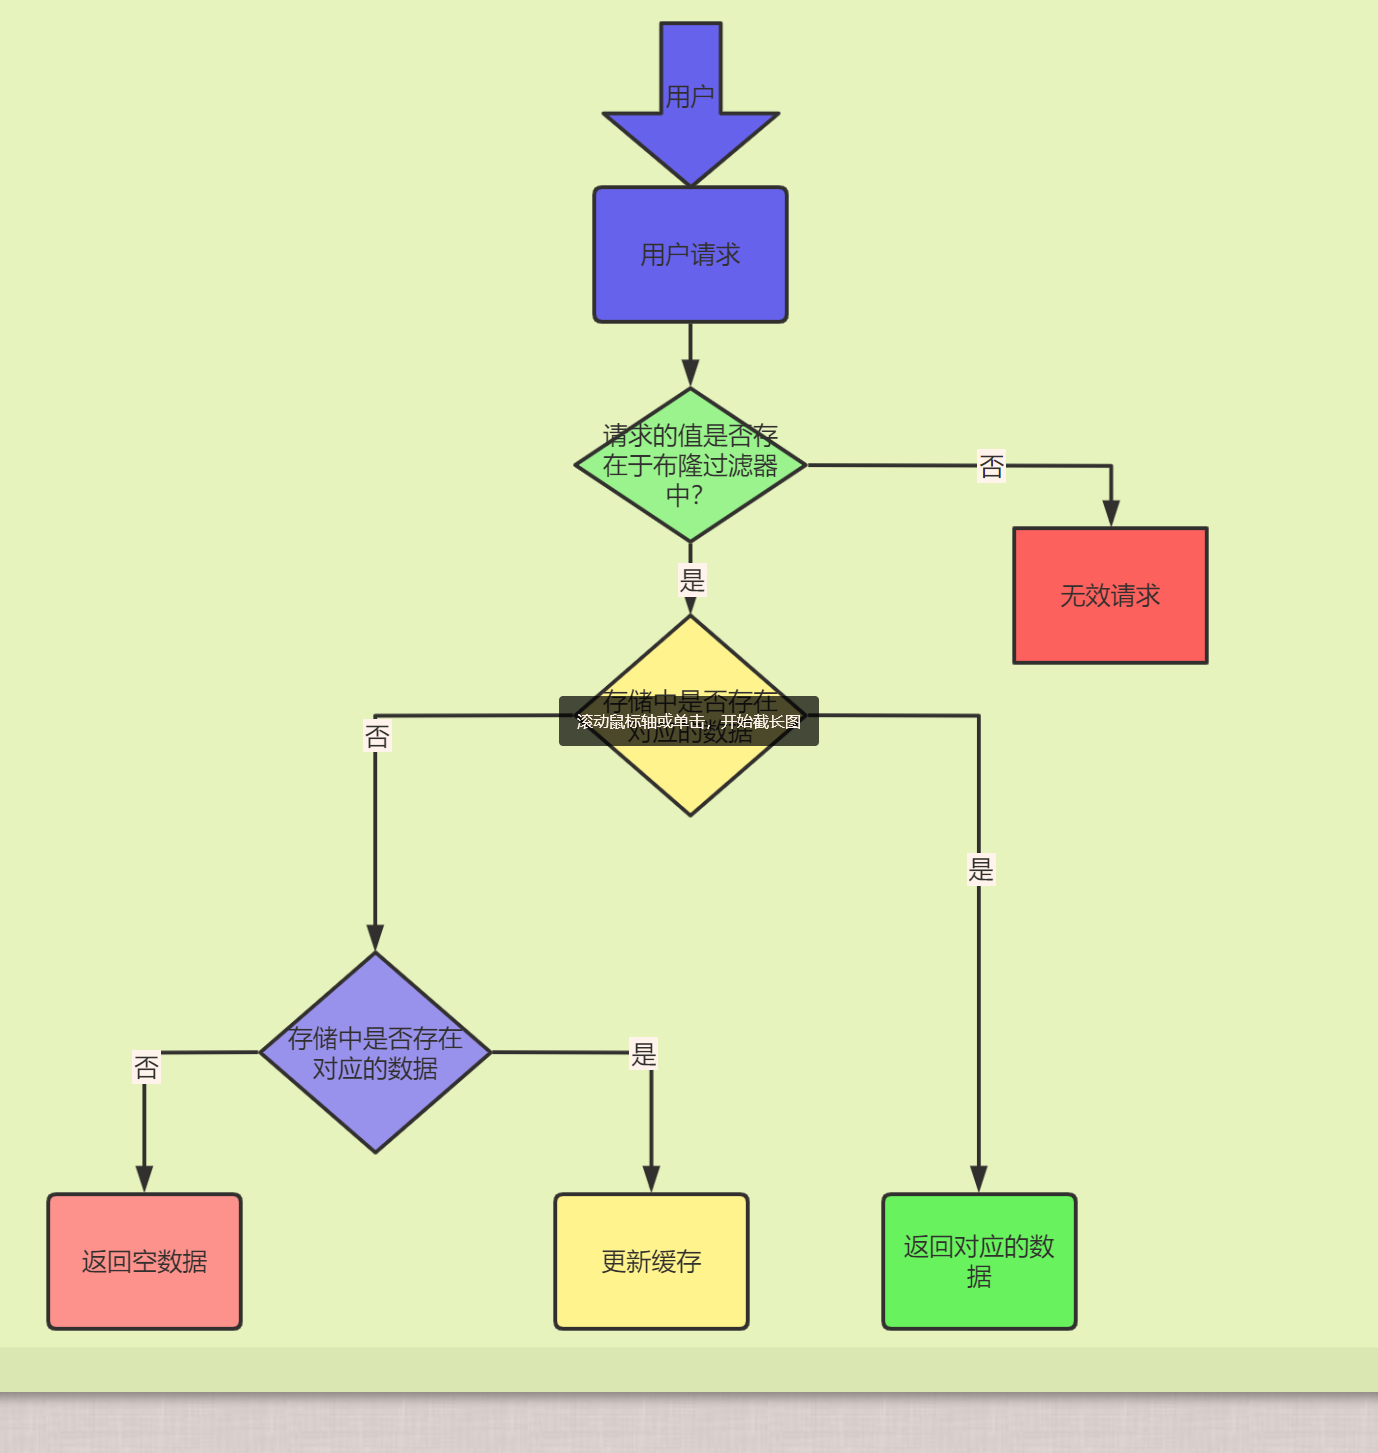 用户
用户请求
请求的值是否存
在于布隆过滤器
中?
否
无效请求
是
存储中是否存在
对应的数据
滚动鼠标轴或单击，开始截长图
否
是
存储中是否存在
对应的数据
否
是
返回空数据
更新缓存
返回对应的数
据